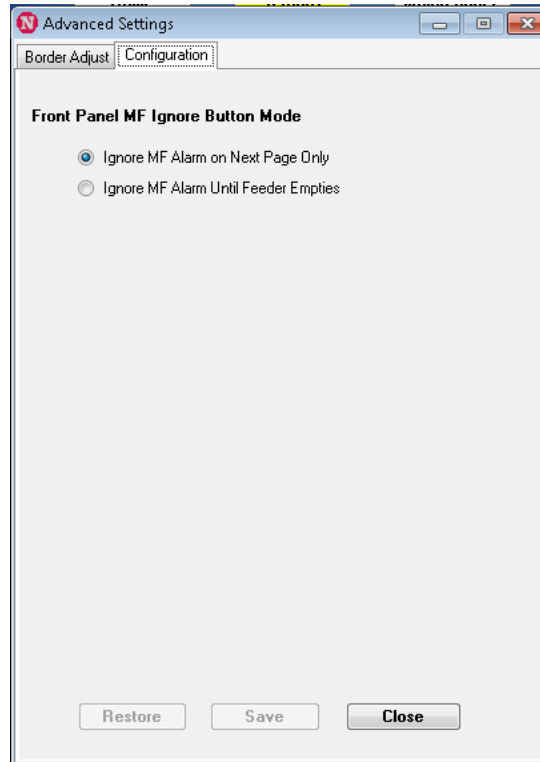 N Advanced Settings
Border Adjust Configuration
Front Panel MF Ignore Button Mode
Ignore MF Alarm on Next Page Only
Ignore MF Alarm Until Feeder Empties
Restore Save Close